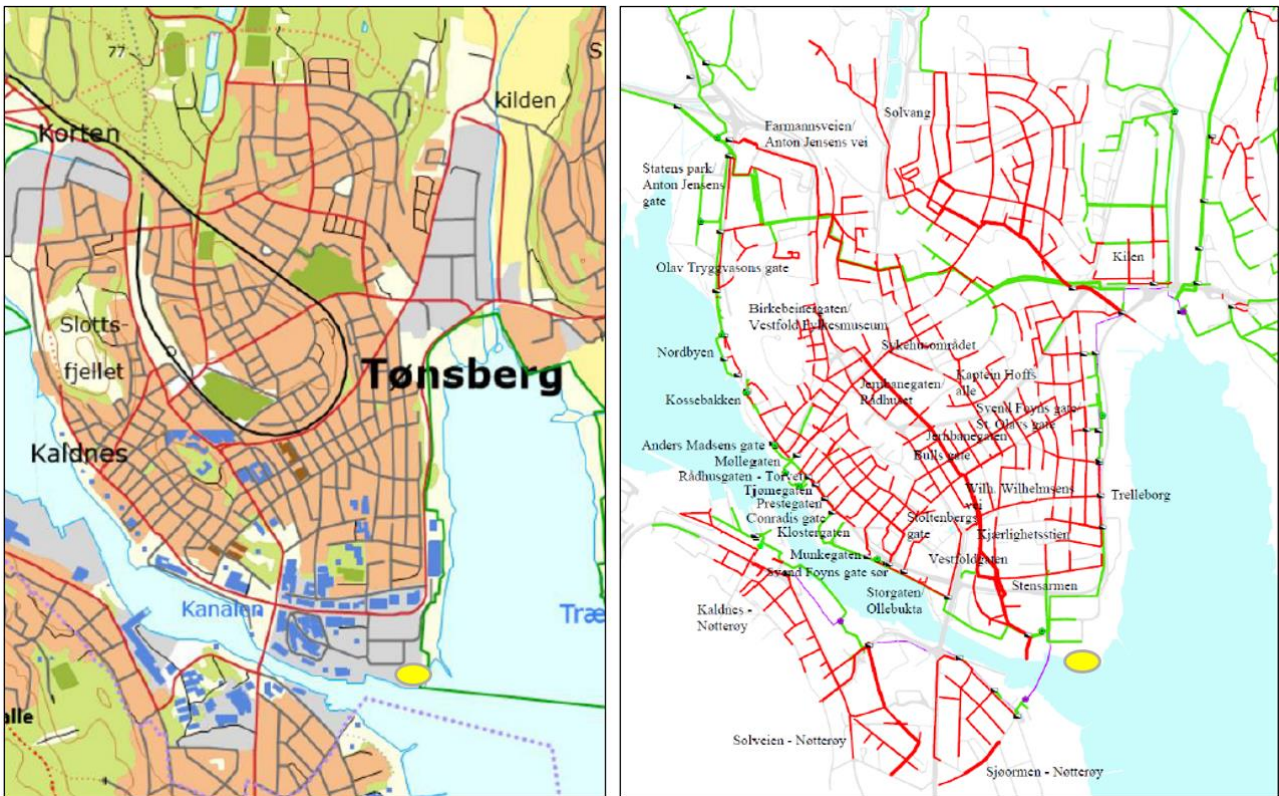 77
S
kilden
Korten
Slotts-
fjellet
Tønsberg
Kaldnes
Kanalen
Træ
alle
Solvang
Farmannsveien/
Anton Jensens vei
Statens park/
Anton Jensens
gate
Kilen
Olav Tryggvasons gate
Birkebeinergaten/
Vestfold Fylkesmuseum
Nordbyen
Sykehusområdet
Kaptein Hoffs
alle
Jernbanegaten/
Rådhuset
Kossebakken
Svend Foyns gate/
St. Olavs gate
Jernbanegaten
Anders Madsens gate
Bulls gate
Møllegaten
Rådhusgaten - Torvet
Tjømegaten
Wilh. Wilhelmsens
vei
Trelleborg
Prestegaten
Conradis gate
Stoltenbergs
gate
Klostergaten
Kjærlighetsstien
Munkegaten
Vestfoldgaten
Svend Foyns gate sør
Stensarmen
Storgaten/
Ollebukta
Kaldnes -
Nøtterøy
Solveien - Nøtterøy
Sjøormen - Nøtterøy